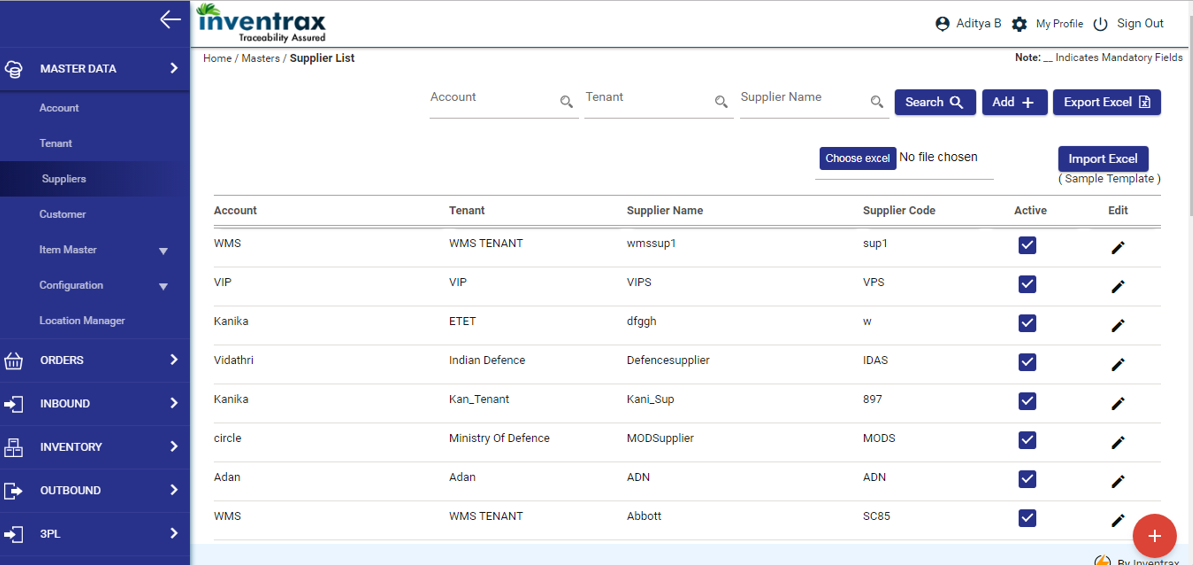 inventrax
Traceability Assured
Aditya B My Profile Sign Out
Home / Masters / Supplier List
Note: __ Indicates Mandatory Fields
MASTER DATA
Account
Tenant
Suppliers
Customer
Item Master
Configuration
Location Manager
ORDERS
INBOUND
INVENTORY
OUTBOUND
3PL
Account Tenant Supplier Name Search Add + Export Excel
Choose excel No file chosen Import Excel
( Sample Template )
Account Tenant Supplier Name Supplier Code Active Edit
WMS WMS TENANT wmssup1 sup1
VIP VIP VIPS VPS
Kanika ETET dfggh w
Vidathri Indian Defence Defencesupplier IDAS
Kanika Kan_Tenant Kani_Sup 897
circle Ministry Of Defence MODSupplier MODS
Adan Adan ADN ADN
WMS WMS TENANT Abbott SC85
+
By Inventrax